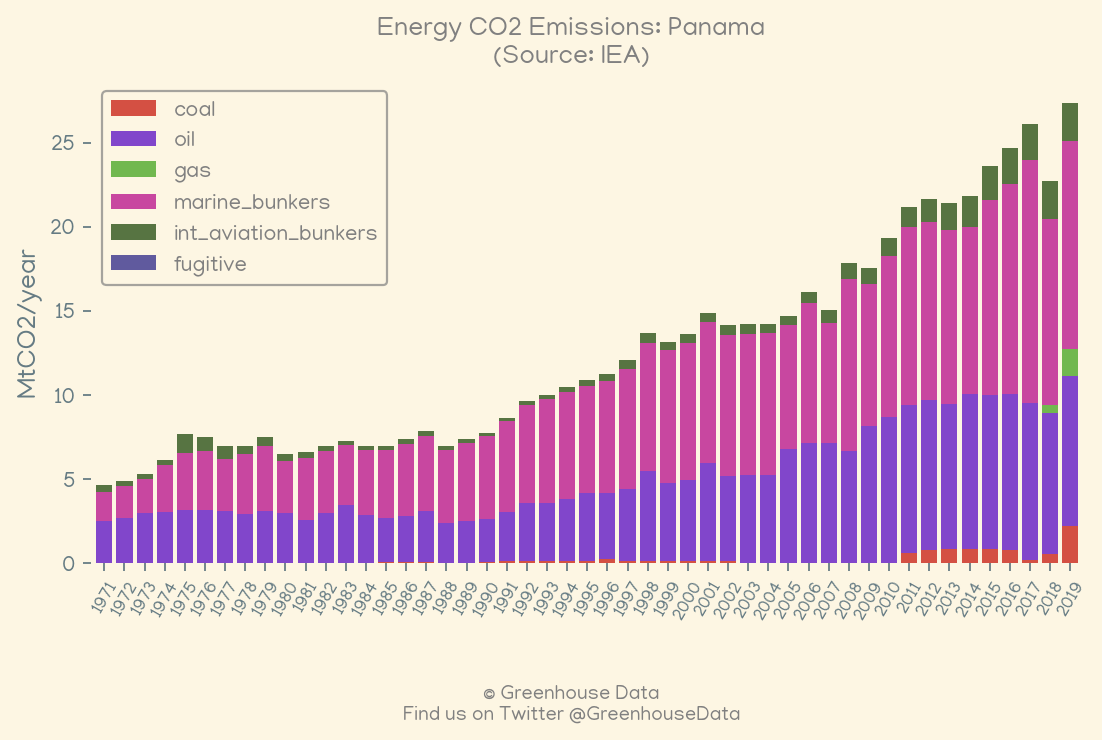 Energy CO2 Emissions: Panama
(Source: IEA)
coal
oil
gas
marine_bunkers
int_aviation_bunkers
fugitive
MtCO2/year
25
20
15
10
5
0
1971 1972 1973 1974 1975 1976 1977 1978 1979 1980 1981 1982 1983 1984 1985 1986 1987 1988 1989 1990 1991 1992 1993 1994 1995 1996 1997 1998 1999 2000 2001 2002 2003 2004 2005 2006 2007 2008 2009 2010 2011 2012 2013 2014 2015 2016 2017 2018 2019
© Greenhouse Data
Find us on Twitter @GreenhouseData